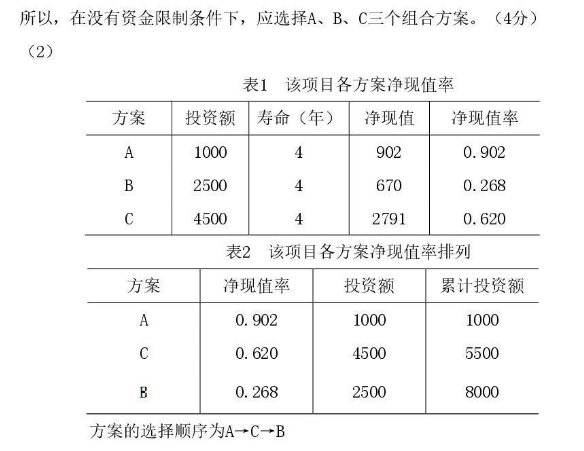 所以，在没有资金限制条件下，应选择A、B、C三个组合方案。（4分）
（2）
表1 该项目各方案净现值率
方案 投资额 寿命（年） 净现值 净现值率
A 1000 4 902 0.902
B 2500 4 670 0.268
C 4500 4 2791 0.620
表2 该项目各方案净现值率排列
方案 净现值率 投资额 累计投资额
A 0.902 1000 1000
C 0.620 4500 5500
B 0.268 2500 8000
方案的选择顺序为A→C→B